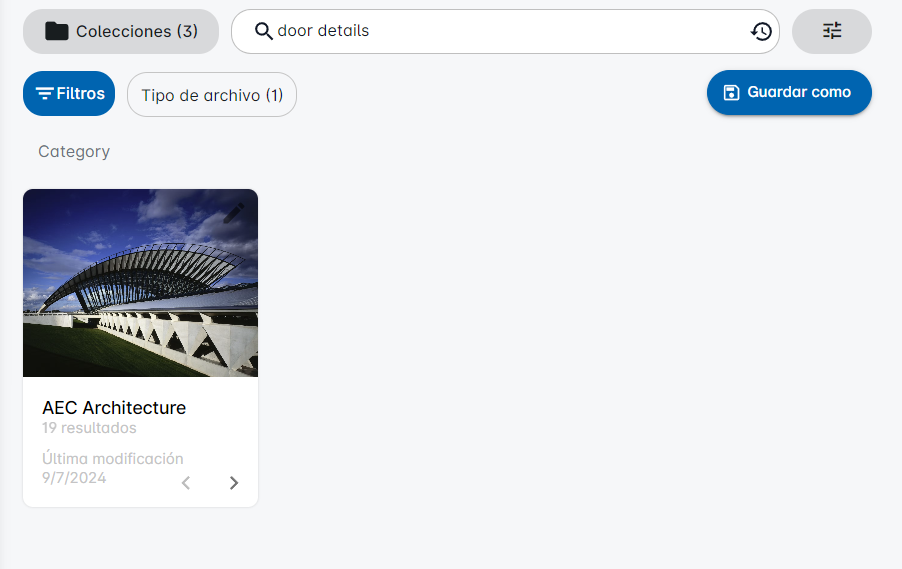 Colecciones (3)
door details
Filtros
Tipo de archivo (1)
Guardar como
Category
AEC Architecture
19 resultados
Última modificación
9/7/2024